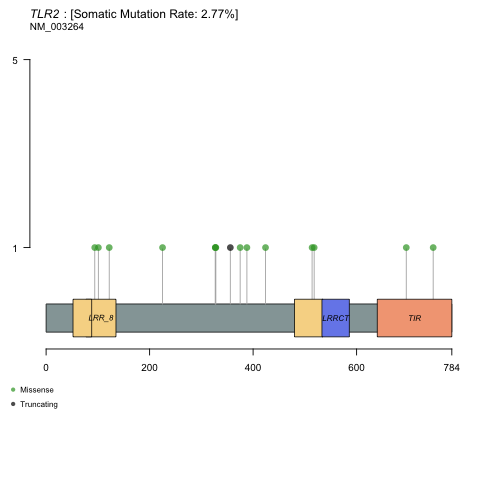 TLR2 : [Somatic Mutation Rate: 2.77%]
NM_003264
5
1
LRR_8
LRRCT
TIR
0 200 400 600 784
Missense
Truncating